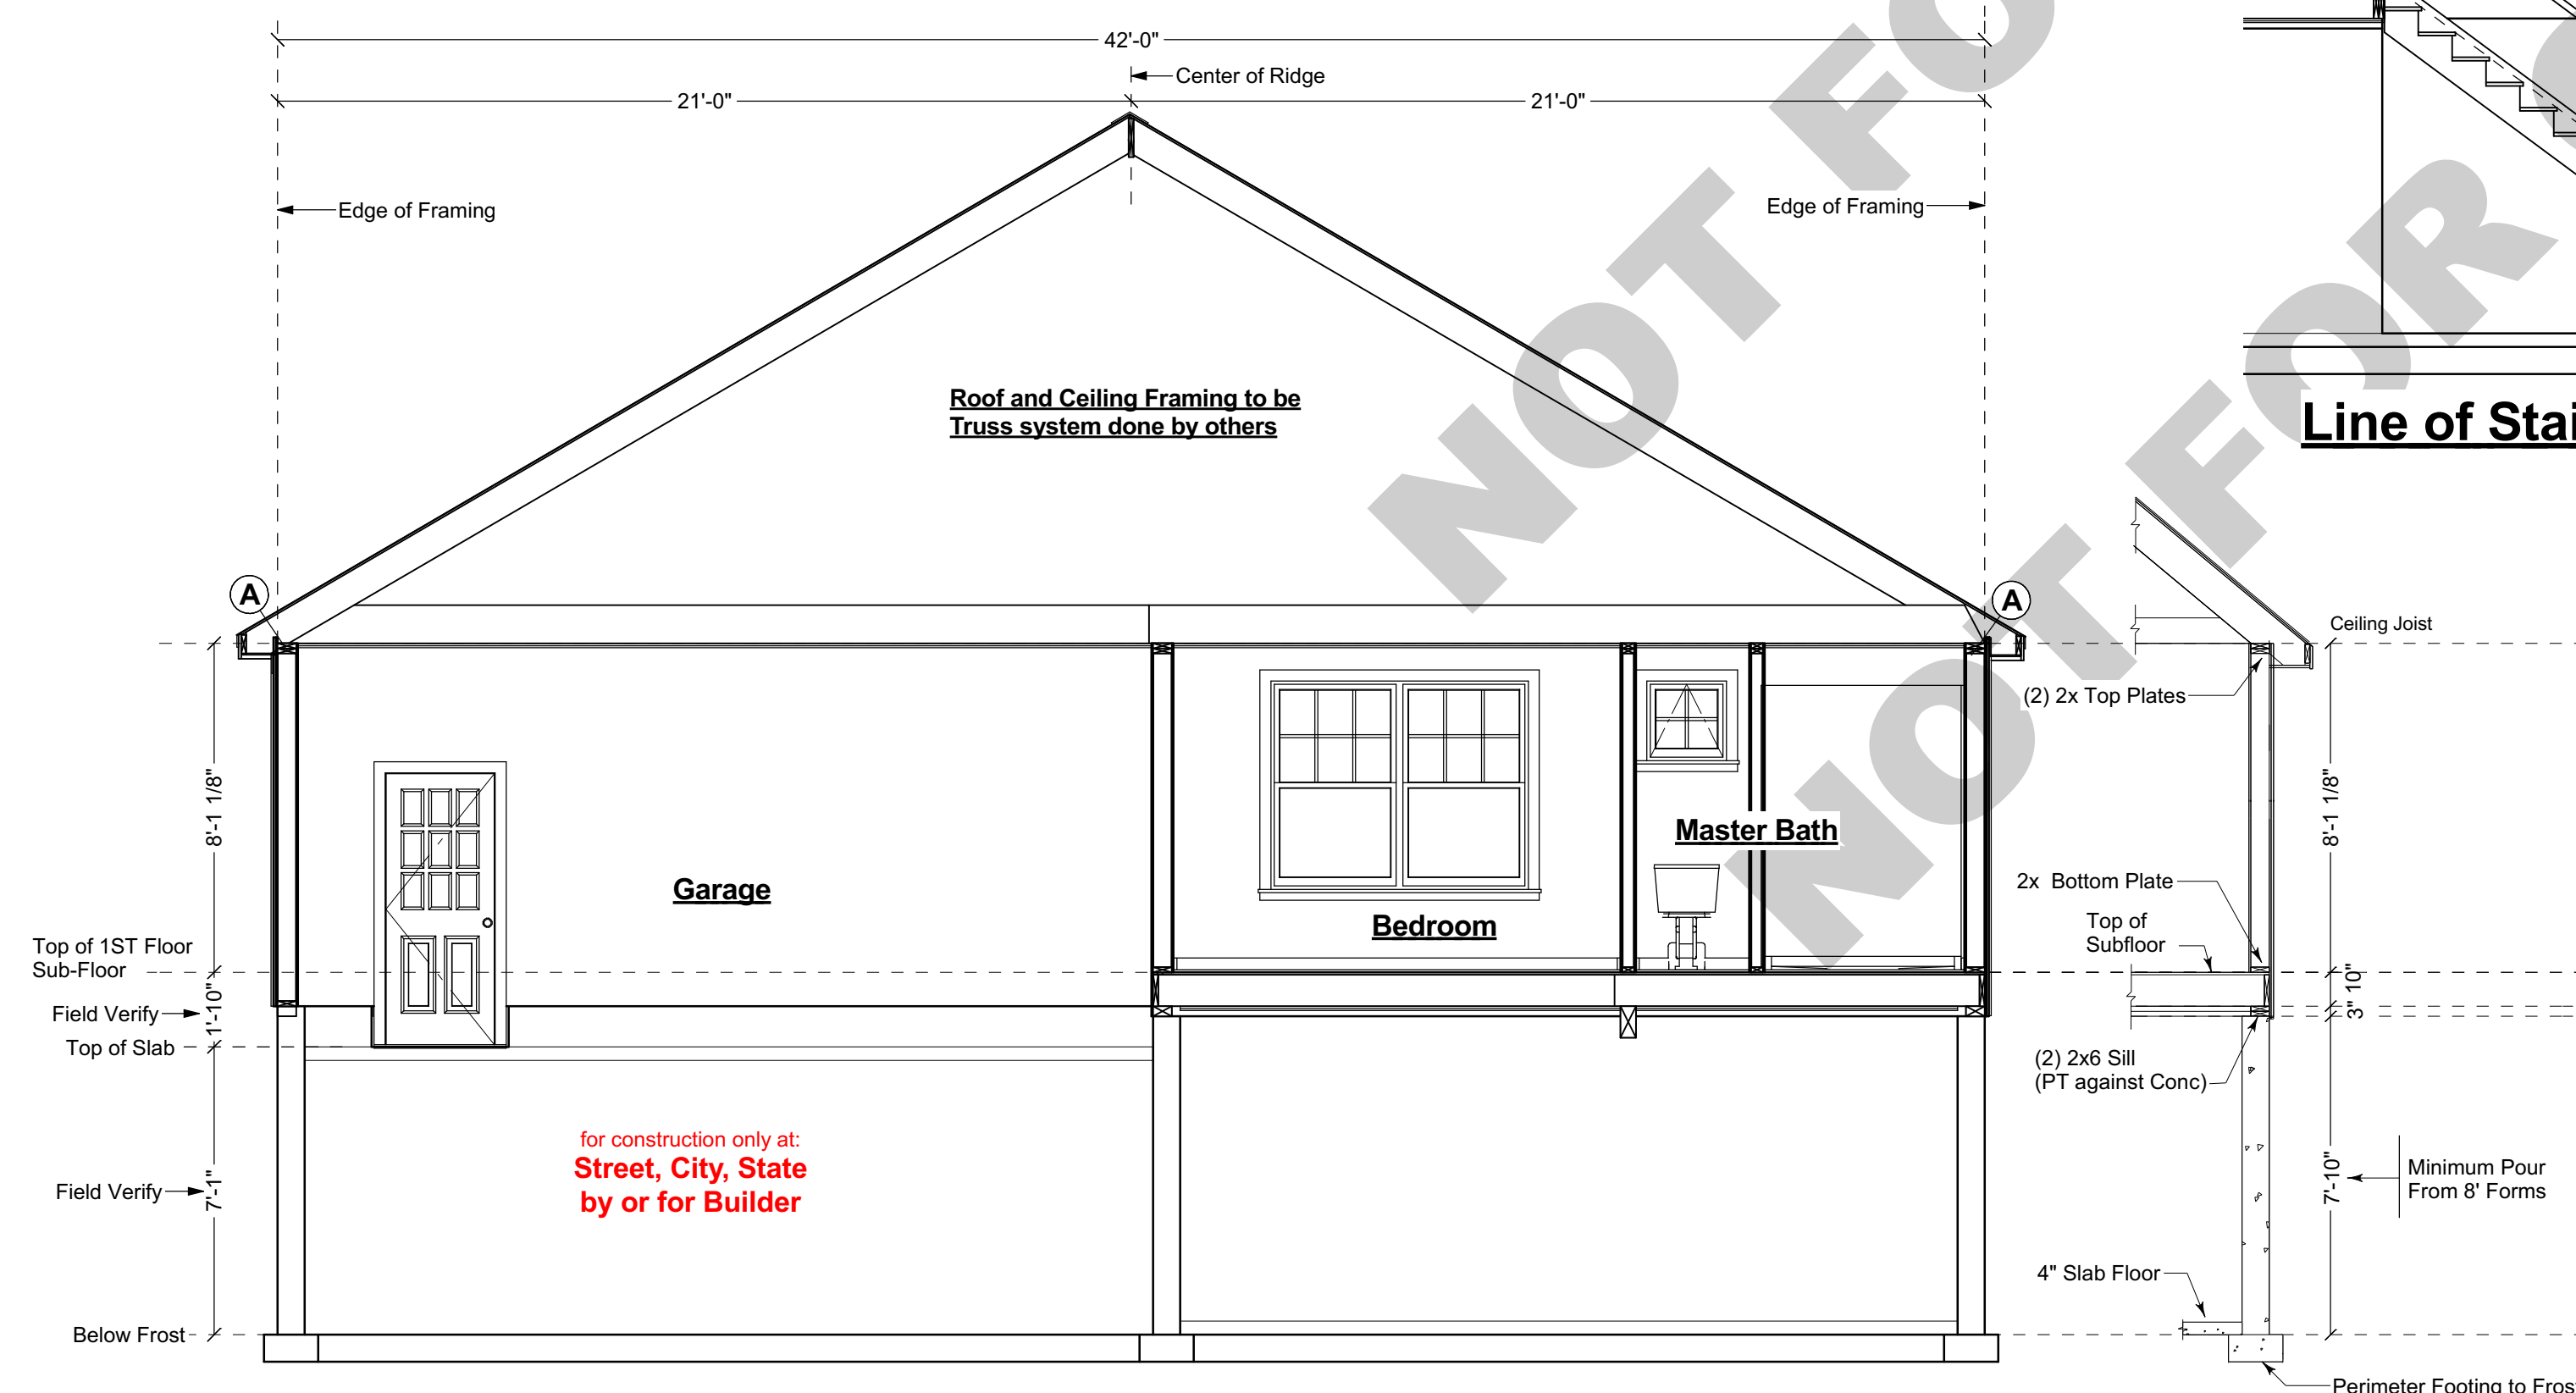 42'-0"
Center of Ridge
21'-0"
21'-0"
Edge of Framing
Edge of Framing
NOT FO
NOT FOR
Roof and Ceiling Framing to be
Truss system done by others
Line of Stai
A
A
Ceiling Joist
(2) 2x Top Plates
8'-1 1/8"
8'-1 1/8"
Master Bath
Garage
Bedroom
2x Bottom Plate
Top of
Subfloor
Top of 1ST Floor
Sub-Floor
Field Verify
1'-10"
10"
3"
Top of Slab
(2) 2x6 Sill
(PT against Conc)
for construction only at:
Street, City, State
by or for Builder
Field Verify
7'-1"
7'-10"
Minimum Pour
From 8' Forms
4" Slab Floor
Below Frost
Perimeter Footing to Fros